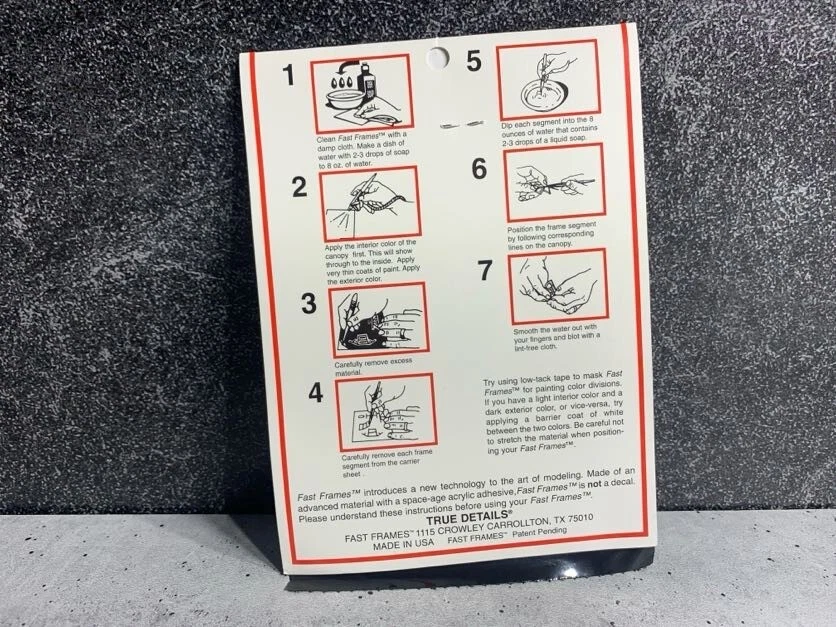 1
Clean Fast Frames™ with a
damp cloth. Make a dish of
water with 2-3 drops of soap
to 8 oz. of water.
2
Apply the interior color of the
canopy first. This will show
through to the inside. Apply
very thin coats of paint. Apply
the exterior color.
3
Carefully remove excess
material.
4
Carefully remove each frame
segment from the carrier
sheet .
5
Dip each segment into the 8
ounces of water that contains
2-3 drops of a liquid soap.
6
Position the frame segment
by following corresponding
lines on the canopy.
7
Smooth the water out with
your fingers and blot with a
lint-free cloth.
Try using low-tack tape to mask Fast
Frames™ for painting color divisions.
If you have a light interior color and a
dark exterior color, or vice-versa, try
applying a barrier coat of white
between the two colors. Be careful not
to stretch the material when position-
ing your Fast Frames™.
Fast Frames™ introduces a new technology to the art of modeling. Made of an
advanced material with a space-age acrylic adhesive, Fast Frames™ is not a decal.
Please understand these instructions before using your Fast Frames™.
TRUE DETAILS®
FAST FRAMES™ 1115 CROWLEY CARROLLTON, TX 75010
MADE IN USA FAST FRAMES™ Patent Pending